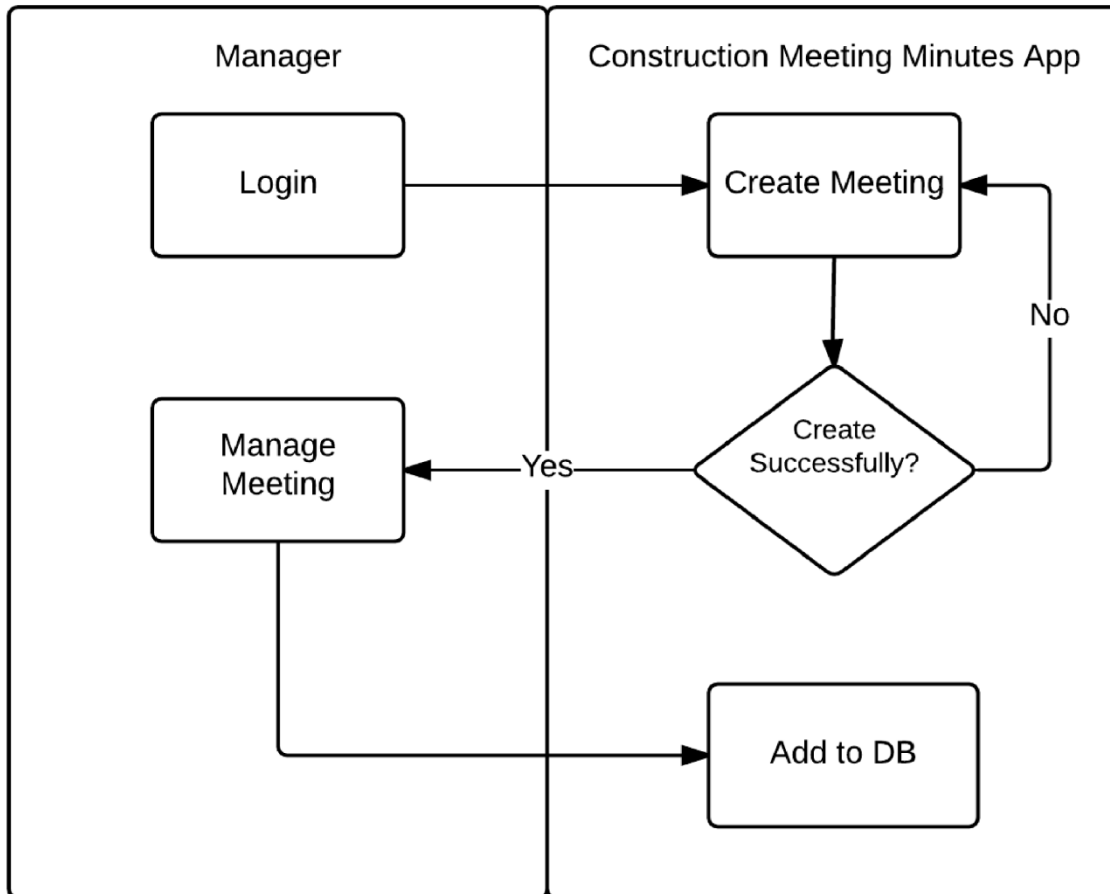 Manager
Construction Meeting Minutes App
Login
Create Meeting
No
Manage
Meeting
Yes
Create
Successfully?
Add to DB